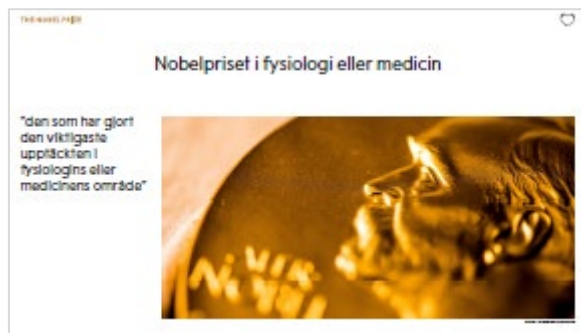 THE NOBEL PRIZE
Nobelpriset i fysiologi eller medicin
"den som har gjort
den viktigaste
upptäckten i
fysiologins eller
medicinens område"